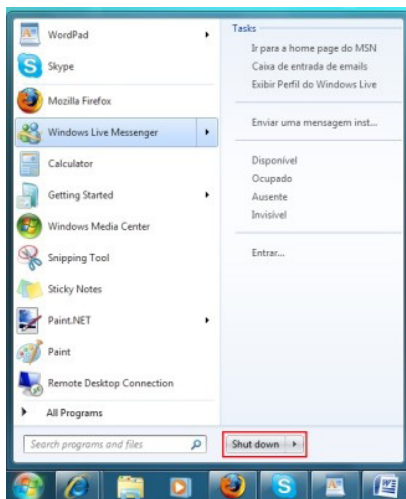 WordPad
Skype
Mozilla Firefox
Windows Live Messenger
Calculator
Getting Started
Windows Media Center
Snipping Tool
Sticky Notes
Paint.NET
Paint
Remote Desktop Connection
All Programs
Search programs and files
Tasks
Ir para a home page do MSN
Caixa de entrada de emails
Exibir Perfil do Windows Live
Enviar uma mensagem inst...
Disponível
Ocupado
Ausente
Invisível
Entrar...
Shut down